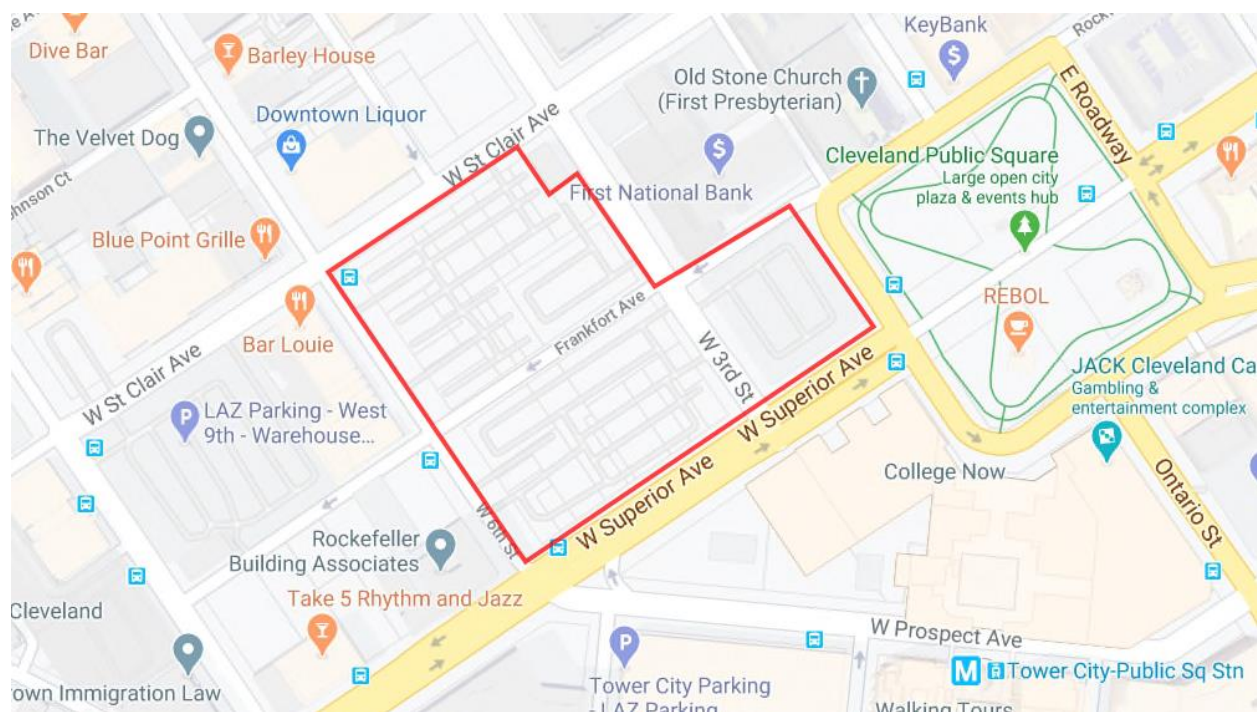 Dive Bar
Barley House
KeyBank
Old Stone Church
(First Presbyterian)
E Roadway
Downtown Liquor
The Velvet Dog
W St Clair Ave
Cleveland Public Square
Large open city
plaza & events hub
First National Bank
Blue Point Grille
REBOL
Bar Louie
Frankfort Ave
W 3rd St
W St Clair Ave
W Superior Ave
JACK Cleveland Ca
Gambling &
entertainment complex
LAZ Parking - West
9th - Warehouse...
College Now
W Superior Ave
Ontario St
W 6th St
Rockefeller
Building Associates
Take 5 Rhythm and Jazz
Cleveland
W Prospect Ave
M Tower City-Public Sq Stn
own Immigration Law
Tower City Parking
- LAZ Parking
Walking Tours